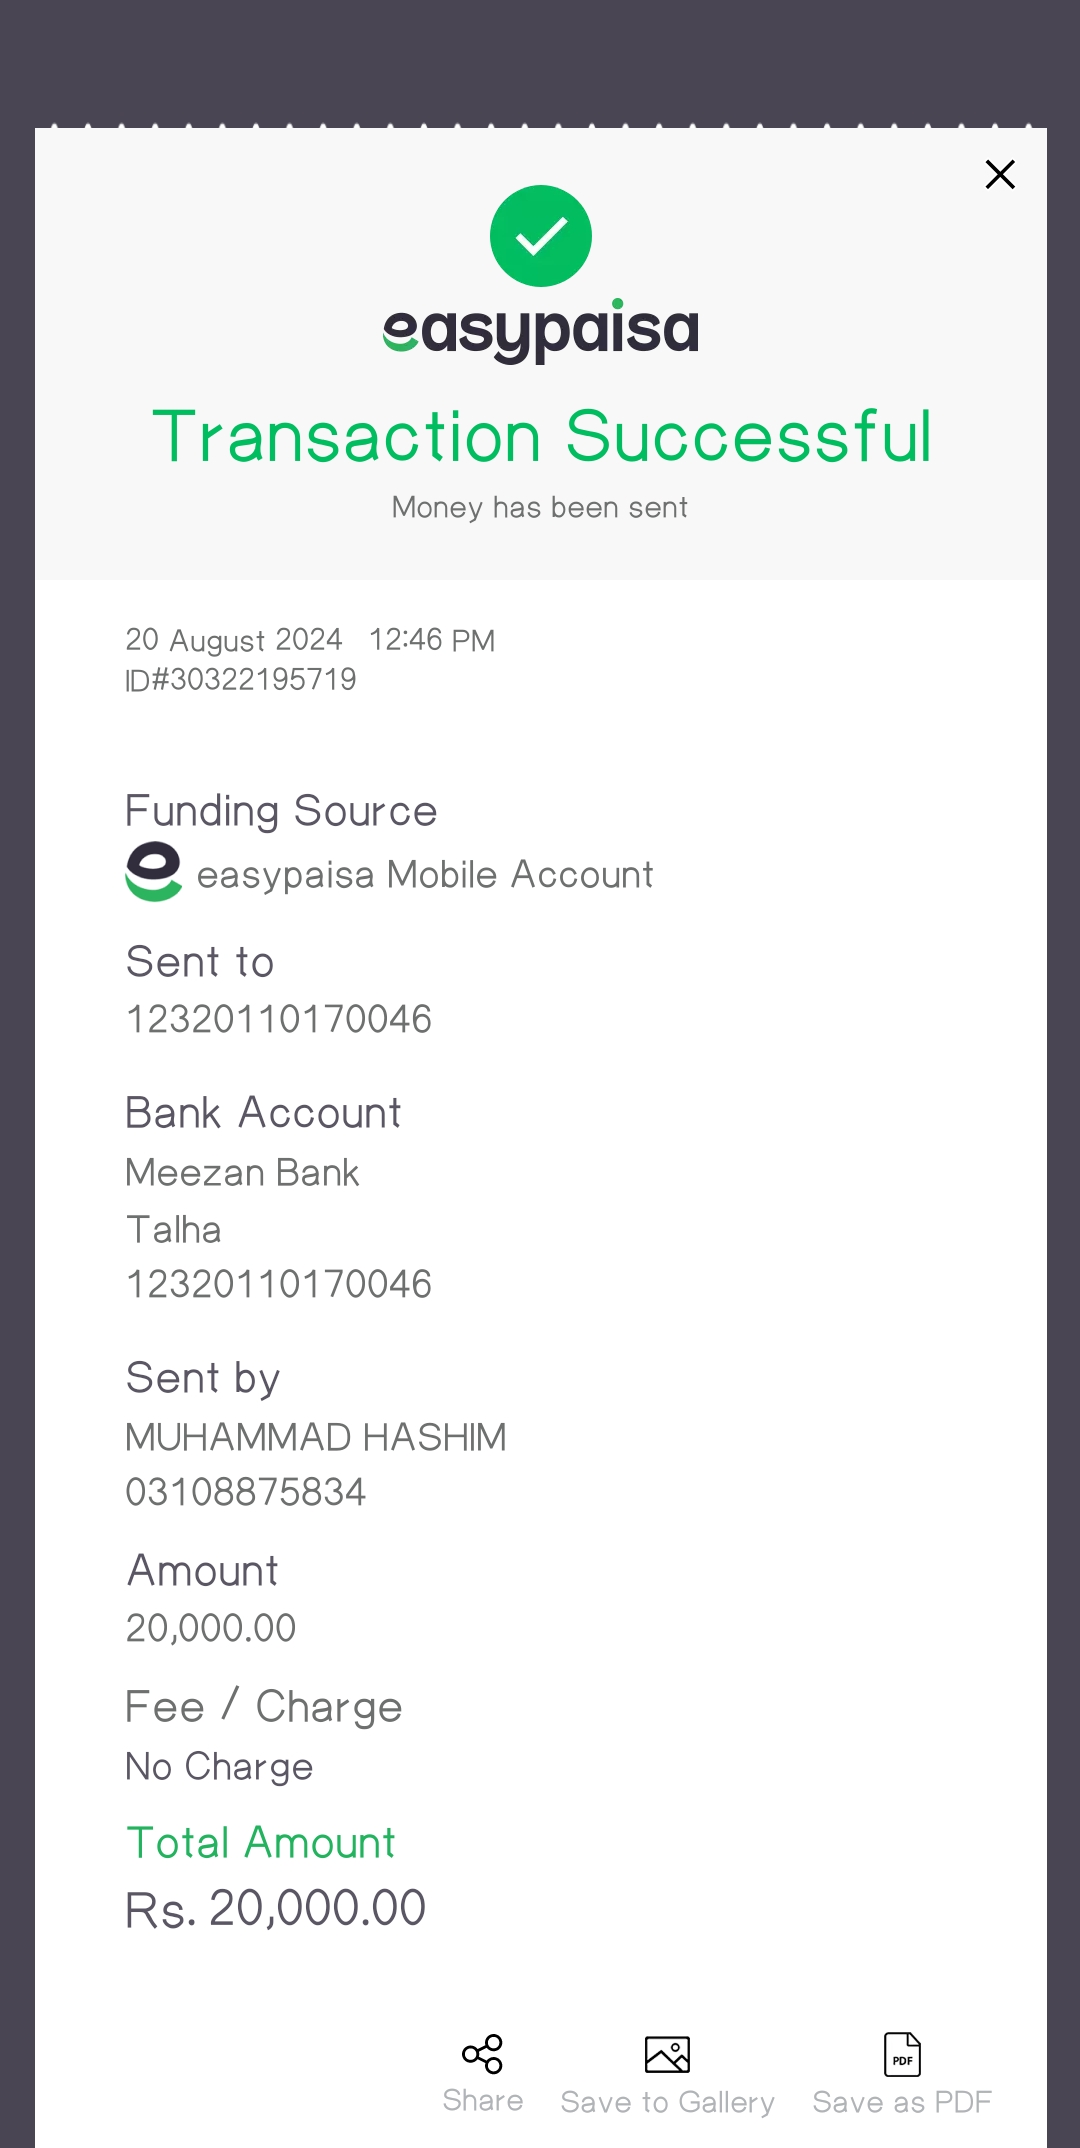 easypaisa
Transaction Successful
Money has been sent
20 August 2024 12:46 PM
ID#30322195719
Funding Source
easypaisa Mobile Account
Sent to
12320110170046
Bank Account
Meezan Bank
Talha
12320110170046
Sent by
MUHAMMAD HASHIM
03108875834
Amount
20,000.00
Fee / Charge
No Charge
Total Amount
Rs. 20,000.00
PDF
Share Save to Gallery Save as PDF